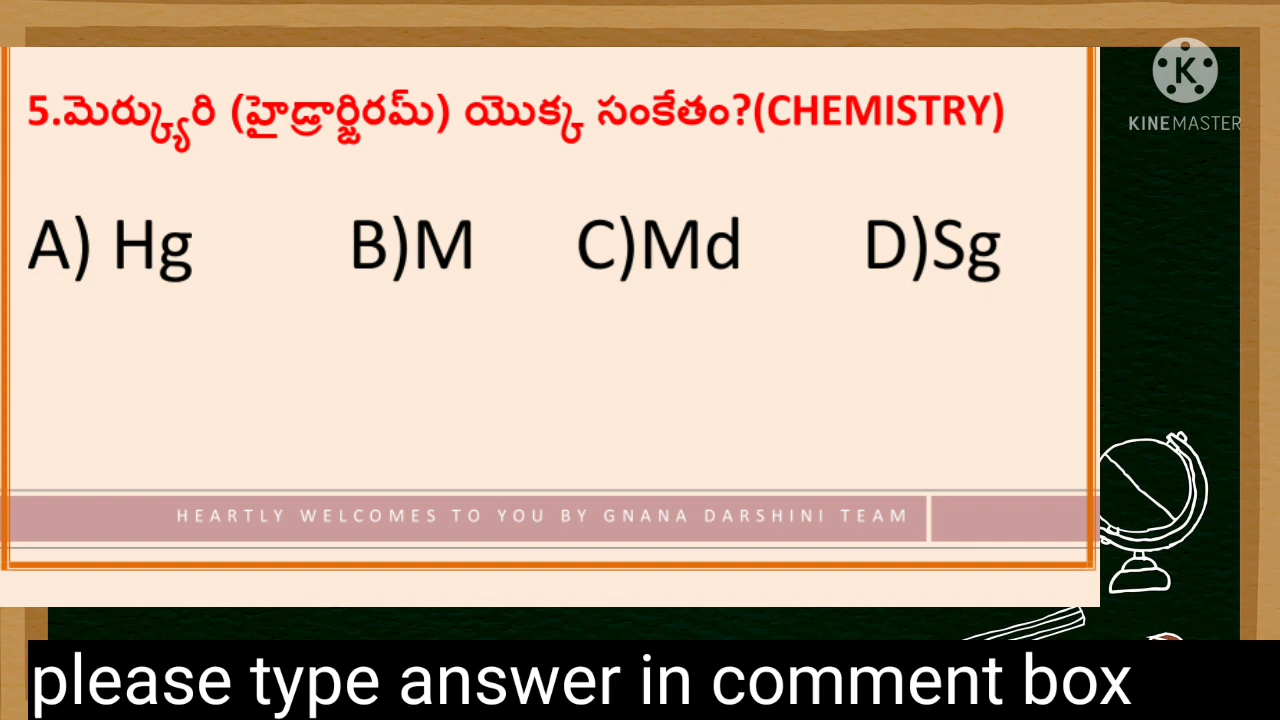 5.మెర్క్యురి (హైడ్రార్జిరమ్) యొక్క సంకేతం?(CHEMISTRY)
A) Hg B)M C)Md D)Sg
HEARTLY WELCOMES TO YOU BY GNANA DARSHINI TEAM
K
KINEMASTER
please type answer in comment box